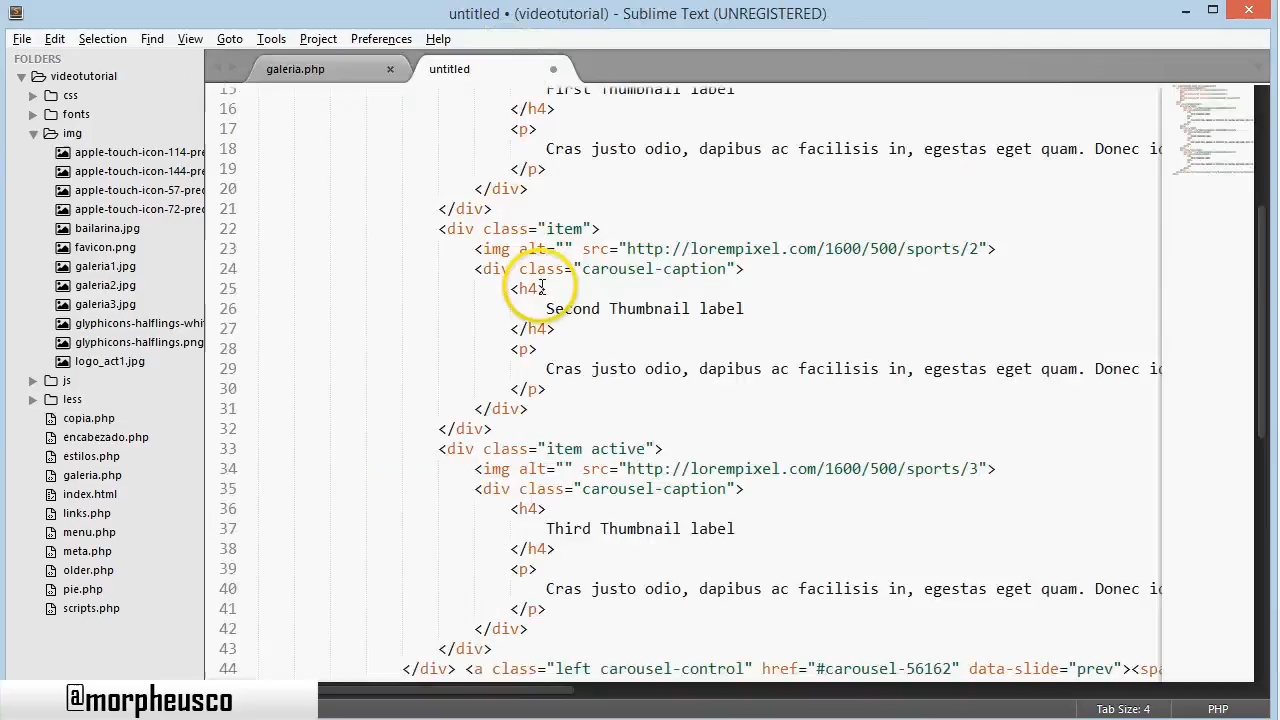 untitled • (videotutorial) - Sublime Text (UNREGISTERED)
File Edit Selection Find View Goto Tools Project Preferences Help
FOLDERS
videotutorial
css
fonts
img
apple-touch-icon-114-pre
apple-touch-icon-144-pre
apple-touch-icon-57-prec
apple-touch-icon-72-prec
bailarina.jpg
favicon.png
galeria1.jpg
galeria2.jpg
galeria3.jpg
glyphicons-halflings-whit
glyphicons-halflings.png
logo_act1.jpg
js
less
copia.php
encabezado.php
estilos.php
galeria.php
index.html
links.php
menu.php
meta.php
older.php
pie.php
scripts.php
galeria.php
untitled
15 First Thumbnail label
16 </h4>
17 <p>
18 Cras justo odio, dapibus ac facilisis in, egestas eget quam. Donec id
19 </p>
20 </div>
21 </div>
22 <div class="item">
23 <img alt="" src="http://lorempixel.com/1600/500/sports/2">
24 <div class="carousel-caption">
25 <h4>
26 Second Thumbnail label
27 </h4>
28 <p>
29 Cras justo odio, dapibus ac facilisis in, egestas eget quam. Donec id
30 </p>
31 </div>
32 </div>
33 <div class="item active">
34 <img alt="" src="http://lorempixel.com/1600/500/sports/3">
35 <div class="carousel-caption">
36 <h4>
37 Third Thumbnail label
38 </h4>
39 <p>
40 Cras justo odio, dapibus ac facilisis in, egestas eget quam. Donec id
41 </p>
42 </div>
43 </div>
44 </div> <a class="left carousel-control" href="#carousel-56162" data-slide="prev"><spa
@morpheusco
Tab Size: 4 PHP